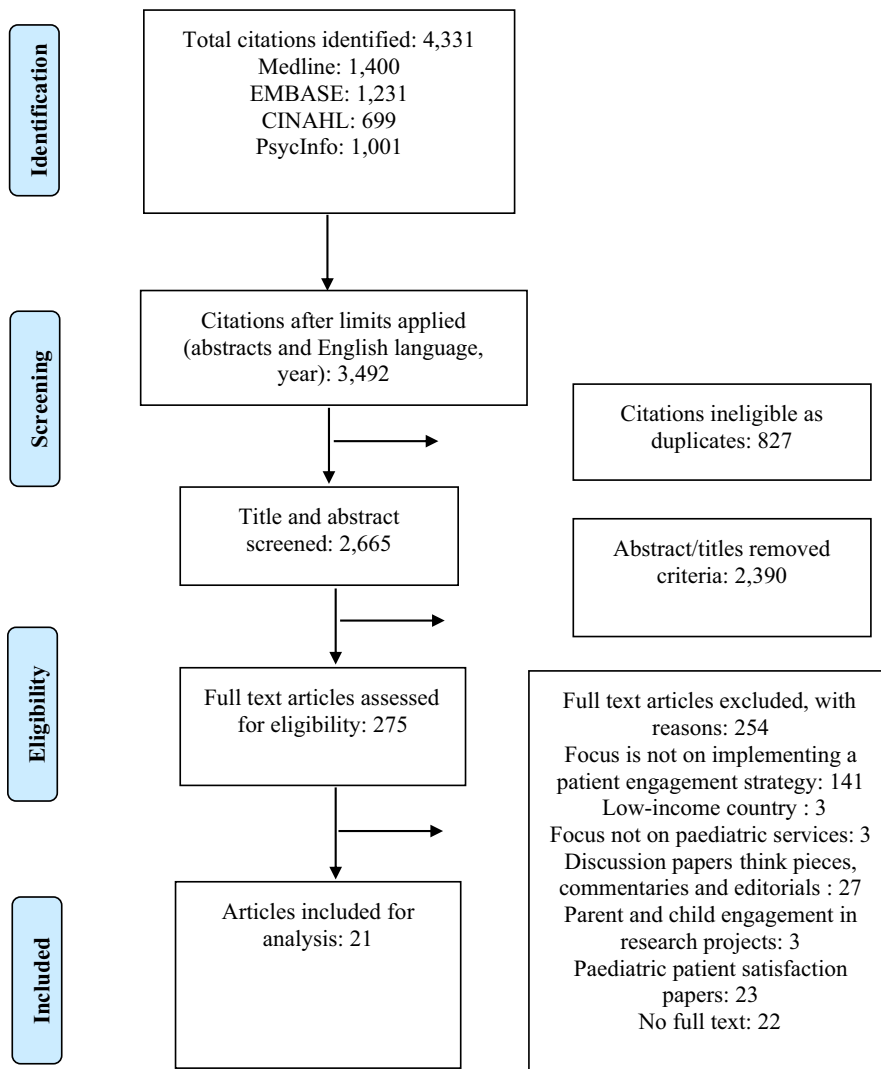 Identification
Total citations identified: 4,331
Medline: 1,400
EMBASE: 1,231
CINAHL: 699
PsycInfo: 1,001
Screening
Citations after limits applied
(abstracts and English language,
year): 3,492
Citations ineligible as
duplicates: 827
Title and abstract
screened: 2,665
Abstract/titles removed
criteria: 2,390
Eligibility
Full text articles assessed
for eligibility: 275
Full text articles excluded, with
reasons: 254
Focus is not on implementing a
patient engagement strategy: 141
Low-income country : 3
Focus not on paediatric services: 3
Discussion papers think pieces,
commentaries and editorials : 27
Parent and child engagement in
research projects: 3
Paediatric patient satisfaction
papers: 23
No full text: 22
Included
Articles included for
analysis: 21